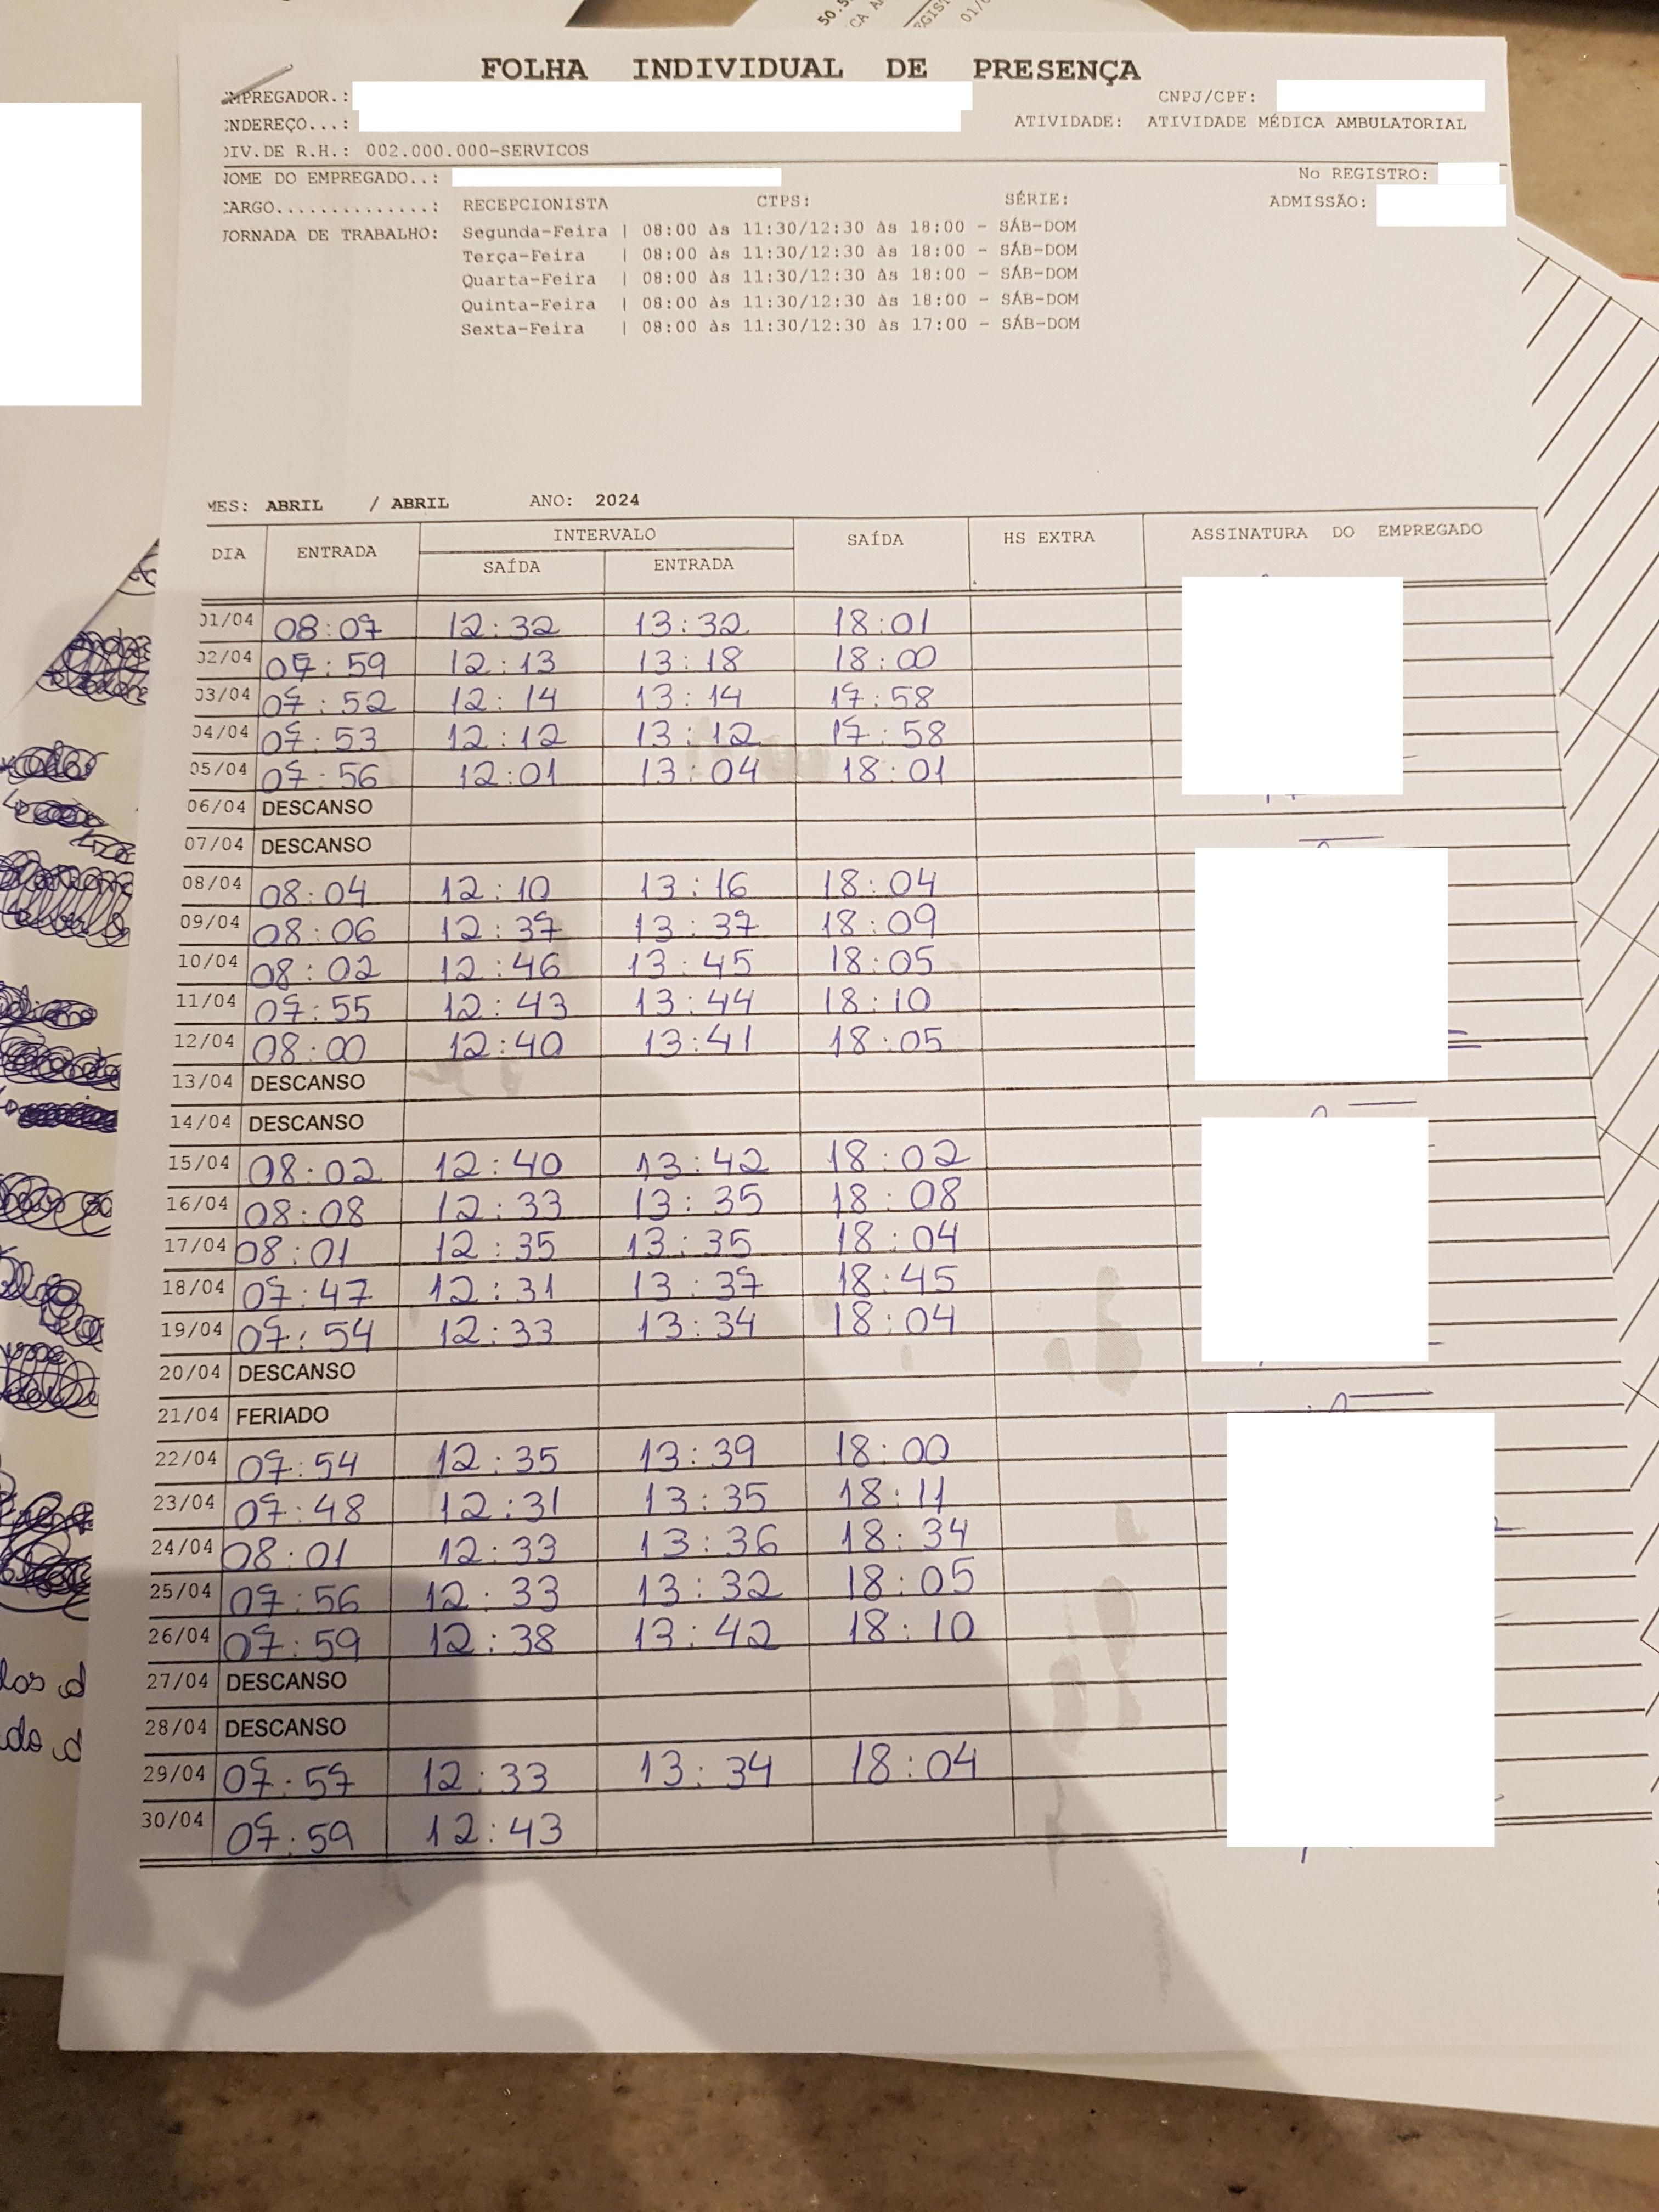 FOLHA INDIVIDUAL DE PRESENÇA
MPREGADOR.:
CNPJ/CPF:
NDEREÇO...:
ATIVIDADE: ATIVIDADE MÉDICA AMBULATORIAL
DIV.DE R.H.: 002.000.000-SERVICOS
NOME DO EMPREGADO..:
No REGISTRO:
CARGO..............: RECEPCIONISTA CTPS: SÉRIE: ADMISSÃO:
JORNADA DE TRABALHO: Segunda-Feira | 08:00 às 11:30/12:30 às 18:00 - SÁB-DOM
Terça-Feira | 08:00 às 11:30/12:30 às 18:00 - SÁB-DOM
Quarta-Feira | 08:00 às 11:30/12:30 às 18:00 - SÁB-DOM
Quinta-Feira | 08:00 às 11:30/12:30 às 18:00 - SÁB-DOM
Sexta-Feira | 08:00 às 11:30/12:30 às 17:00 - SÁB-DOM
MES: ABRIL / ABRIL ANO: 2024
DIA ENTRADA INTERVALO SAÍDA HS EXTRA ASSINATURA DO EMPREGADO
SAÍDA ENTRADA
01/04 08:07 12:32 13:32 18:01
02/04 07:59 12:13 13:18 18:00
03/04 07:52 12:14 13:14 17:58
04/04 07:53 12:12 13:12 17:58
05/04 07:56 12:01 13:04 18:01
06/04 DESCANSO
07/04 DESCANSO
08/04 08:04 12:10 13:16 18:04
09/04 08:06 12:37 13:37 18:09
10/04 08:02 12:46 13:45 18:05
11/04 07:55 12:43 13:44 18:10
12/04 08:00 12:40 13:41 18:05
13/04 DESCANSO
14/04 DESCANSO
15/04 08:02 12:40 13:42 18:02
16/04 08:08 12:33 13:35 18:08
17/04 08:01 12:35 13:35 18:04
18/04 07:47 12:31 13:37 18:45
19/04 07:54 12:33 13:34 18:04
20/04 DESCANSO
21/04 FERIADO
22/04 07:54 12:35 13:39 18:00
23/04 07:48 12:31 13:35 18:11
24/04 08:01 12:33 13:36 18:34
25/04 07:56 12:33 13:32 18:05
26/04 07:59 12:38 13:42 18:10
27/04 DESCANSO
28/04 DESCANSO
29/04 07:57 12:33 13:34 18:04
30/04 07:59 12:43